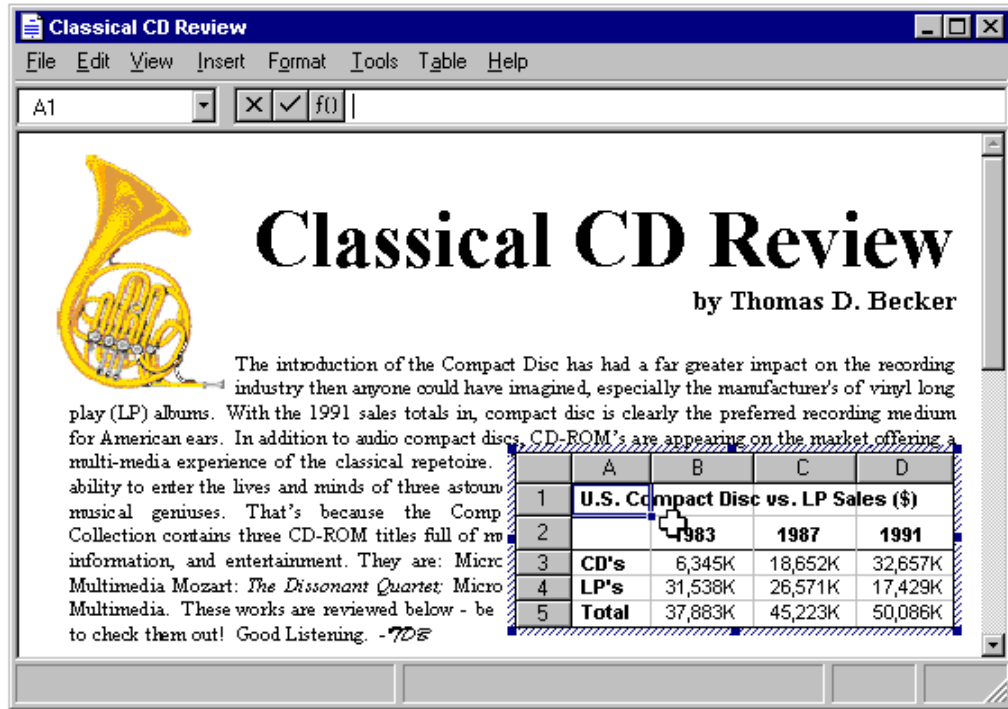 Classical CD Review
File Edit View Insert Format Tools Table Help
A1 f()
Classical CD Review
by Thomas D. Becker
The introduction of the Compact Disc has had a far greater impact on the recording
industry then anyone could have imagined, especially the manufacturer's of vinyl long
play (LP) albums. With the 1991 sales totals in, compact disc is clearly the preferred recording medium
for American ears. In addition to audio compact discs, CD-ROM's are appearing on the market offering a
multi-media experience of the classical repetoire.
ability to enter the lives and minds of three astoun
musical geniuses. That's because the Comp
Collection contains three CD-ROM titles full of
information, and entertainment. They are: Micro
Multimedia Mozart: The Dissonant Quartet; Micro
Multimedia. These works are reviewed below - be
to check them out! Good Listening. -TDB
A B C D
1 U.S. Compact Disc vs. LP Sales ($)
2 1983 1987 1991
3 CD's 6,345K 18,652K 32,657K
4 LP's 31,538K 26,571K 17,429K
5 Total 37,883K 45,223K 50,086K